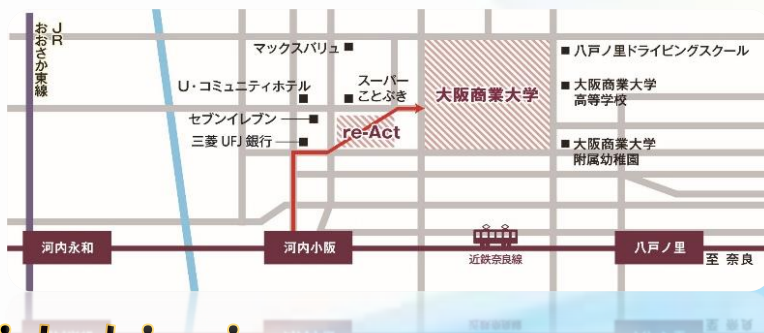 JR
おおさか東線
マックスバリュ
U・コミュニティホテル
スーパー
ことぶき
セブンイレブン
三菱UFJ銀行
re-Act
大阪商業大学
八戸ノ里ドライビングスクール
大阪商業大学
高等学校
大阪商業大学
附属幼稚園
河内永和
河内小阪
近鉄奈良線
八戸ノ里
至 奈良